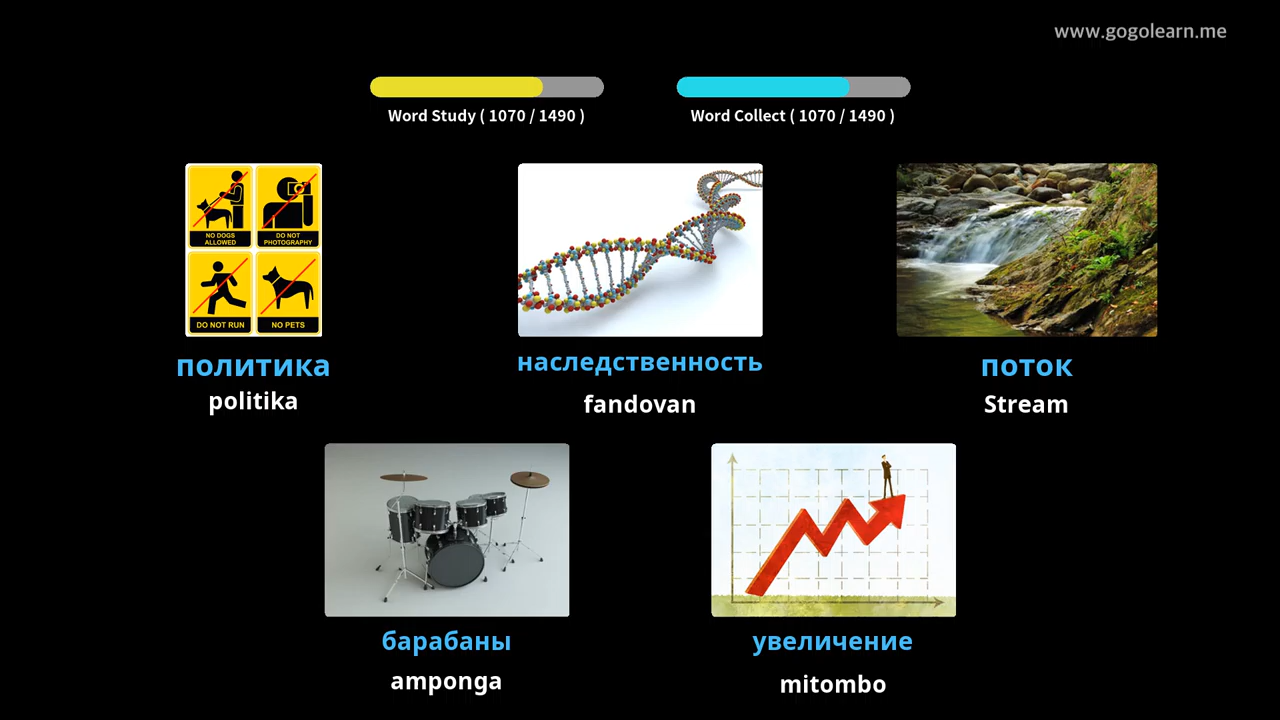 www.gogolearn.me
Word Study ( 1070 / 1490 )
Word Collect ( 1070 / 1490 )
NO DOGS
ALLOWED
DO NOT
PHOTOGRAPHY
DO NOT RUN
NO PETS
политика
politika
наследственность
fandovan
поток
Stream
барабаны
amponga
увеличение
mitombo